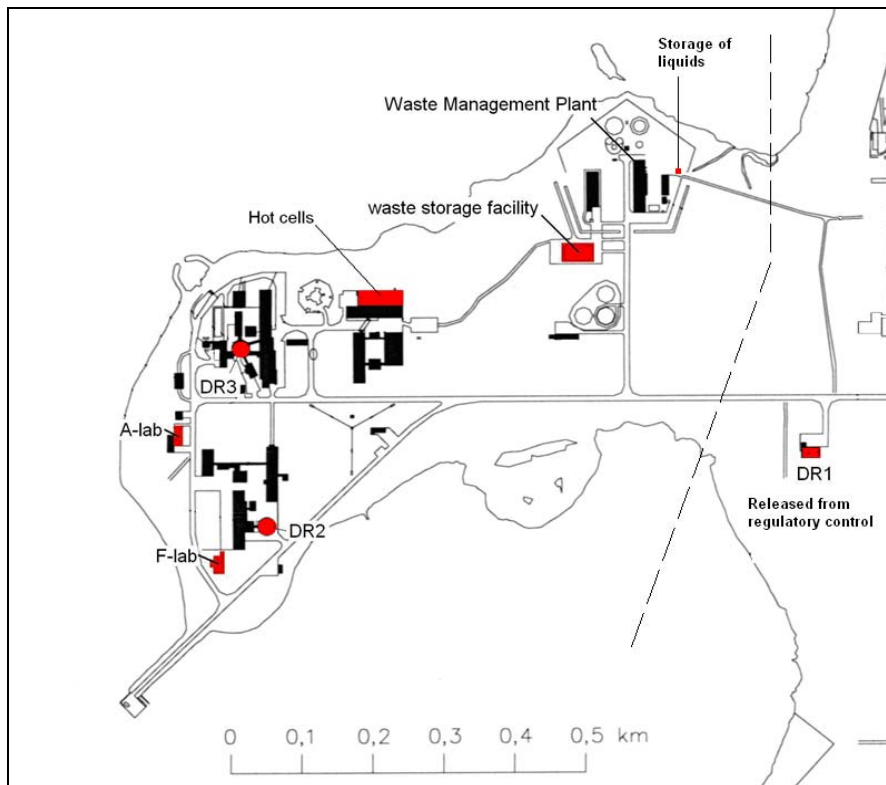 Storage of
liquids
Waste Management Plant
waste storage facility
Hot cells
DR3
A-lab
DR1
Released from
regulatory control
DR2
F-lab
0 0,1 0,2 0,3 0,4 0,5 km